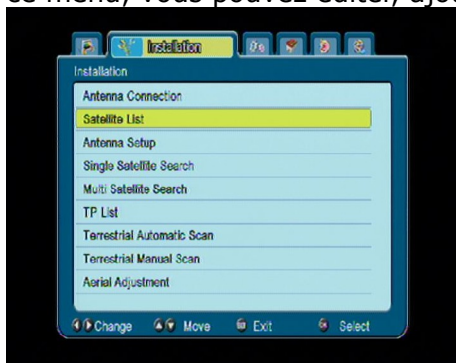 ce menu, vous pouvez éditer, ajou
Installation
Installation
Antenna Connection
Satellite List
Antenna Setup
Single Satellite Search
Multi Satellite Search
TP List
Terrestrial Automatic Scan
Terrestrial Manual Scan
Aerial Adjustment
Change Move Exit Select